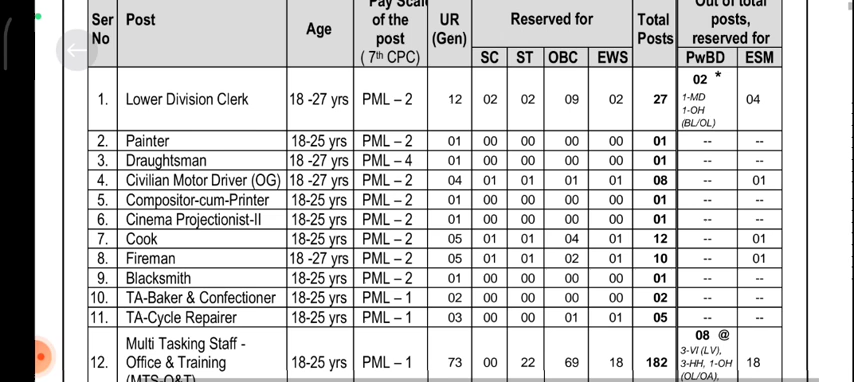 Ser No Post Age Pay Scale of the post (7th CPC) UR (Gen) Reserved for Total Posts Out of total posts, reserved for
SC ST OBC EWS PwBD ESM
1. Lower Division Clerk 18 -27 yrs PML – 2 12 02 02 09 02 27 02 * 1-MD 1-OH (BL/OL) 04
2. Painter 18-25 yrs PML – 2 01 00 00 00 00 01 -- --
3. Draughtsman 18 -27 yrs PML – 4 01 00 00 00 00 01 -- --
4. Civilian Motor Driver (OG) 18 -27 yrs PML – 2 04 01 01 01 01 08 -- 01
5. Compositor-cum-Printer 18-25 yrs PML – 2 01 00 00 00 00 01 -- --
6. Cinema Projectionist-II 18-25 yrs PML – 2 01 00 00 00 00 01 -- --
7. Cook 18-25 yrs PML – 2 05 01 01 04 01 12 -- 01
8. Fireman 18 -27 yrs PML – 2 05 01 01 02 01 10 -- 01
9. Blacksmith 18-25 yrs PML – 2 01 00 00 00 00 01 -- --
10. TA-Baker & Confectioner 18-25 yrs PML – 1 02 00 00 00 00 02 -- --
11. TA-Cycle Repairer 18-25 yrs PML – 1 03 00 00 01 01 05 -- --
12. Multi Tasking Staff - Office & Training (MTS-O&T) 18-25 yrs PML – 1 73 00 22 69 18 182 08 @ 3-VI (LV), 3-HH, 1-OH (OL/OA), 18